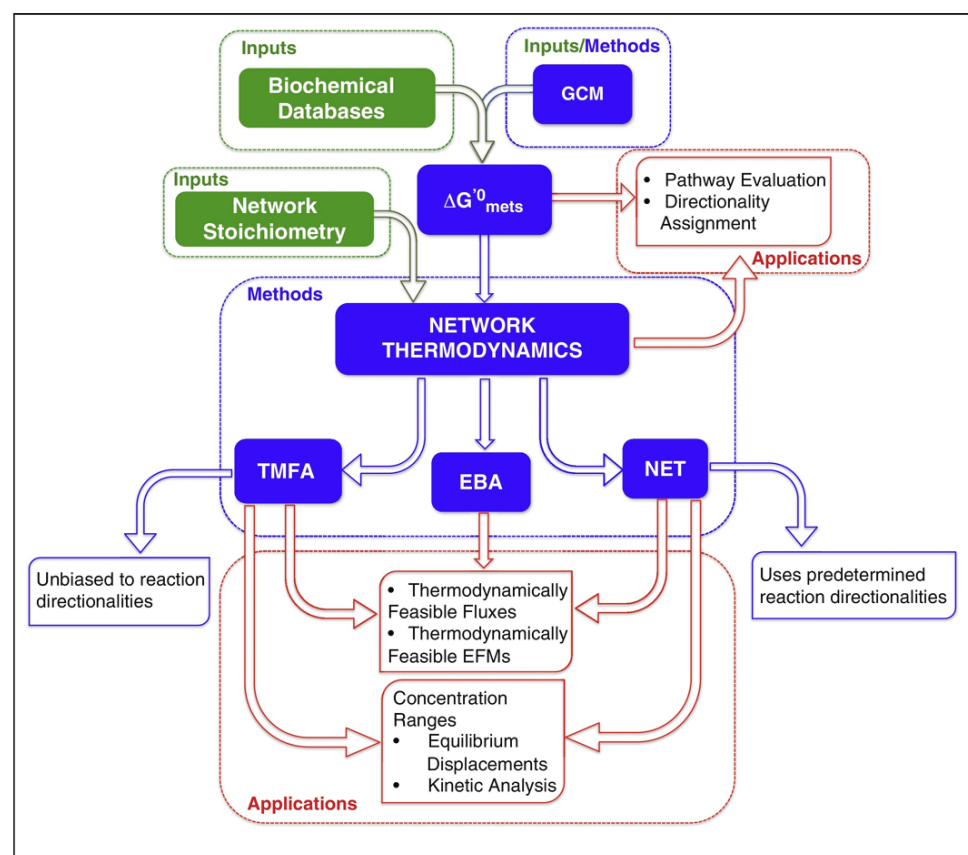 Inputs
Biochemical
Databases
Inputs/Methods
GCM
Inputs
Network
Stoichiometry
ΔG'⁰mets
• Pathway Evaluation
• Directionality
Assignment
Applications
Methods
NETWORK
THERMODYNAMICS
TMFA
EBA
NET
Unbiased to reaction
directionalities
Uses predetermined
reaction directionalities
• Thermodynamically
Feasible Fluxes
• Thermodynamically
Feasible EFMs
Concentration
Ranges
• Equilibrium
Displacements
• Kinetic Analysis
Applications